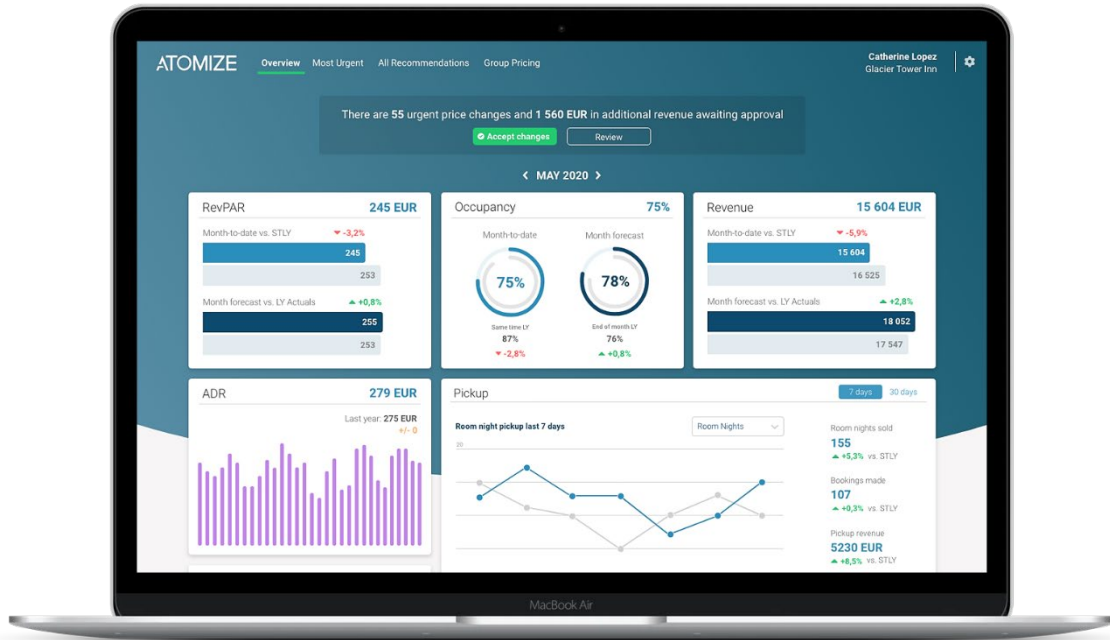 ATOMIZE
Overview Most Urgent All Recommendations Group Pricing
Catherine Lopez
Glacier Tower Inn
There are 55 urgent price changes and 1 560 EUR in additional revenue awaiting approval
Accept changes Review
< MAY 2020 >
RevPAR 245 EUR
Month-to-date vs. STLY -3,2%
245
253
Month forecast vs. LY Actuals +0,8%
255
253
Occupancy 75%
Month-to-date Month forecast
75% 78%
Same time LY End of month LY
87% 76%
-2,8% +0,8%
Revenue 15 604 EUR
Month-to-date vs. STLY -5,9%
15 604
16 525
Month forecast vs. LY Actuals +2,8%
18 052
17 547
ADR 279 EUR
Last year: 275 EUR
+/- 0
Pickup 7 days 30 days
Room night pickup last 7 days Room Nights
20
Room nights sold
155
+5,3% vs. STLY
Bookings made
107
+0,3% vs. STLY
Pickup revenue
5230 EUR
+8,5% vs. STLY
MacBook Air